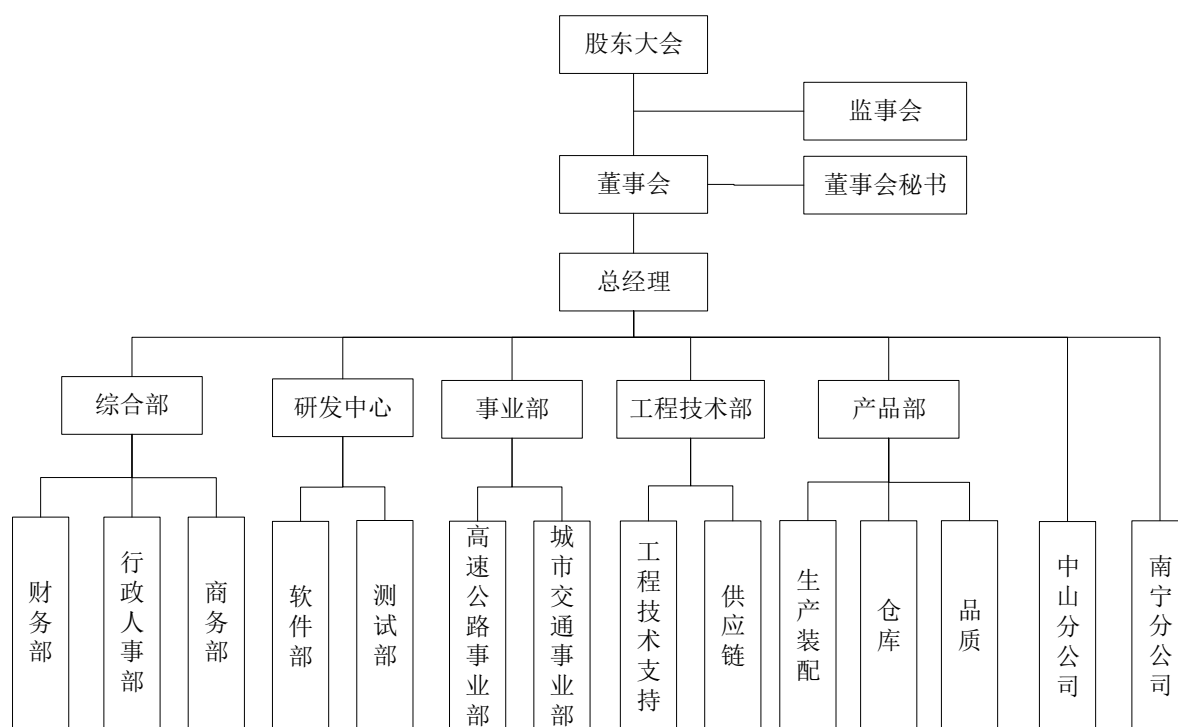 股东大会
监事会
董事会
董事会秘书
总经理
综合部
研发中心
事业部
工程技术部
产品部
财务部
行政人事部
商务部
软件部
测试部
高速公路事业部
城市交通事业部
工程技术支持
供应链
生产装配
仓库
品质
中山分公司
南宁分公司